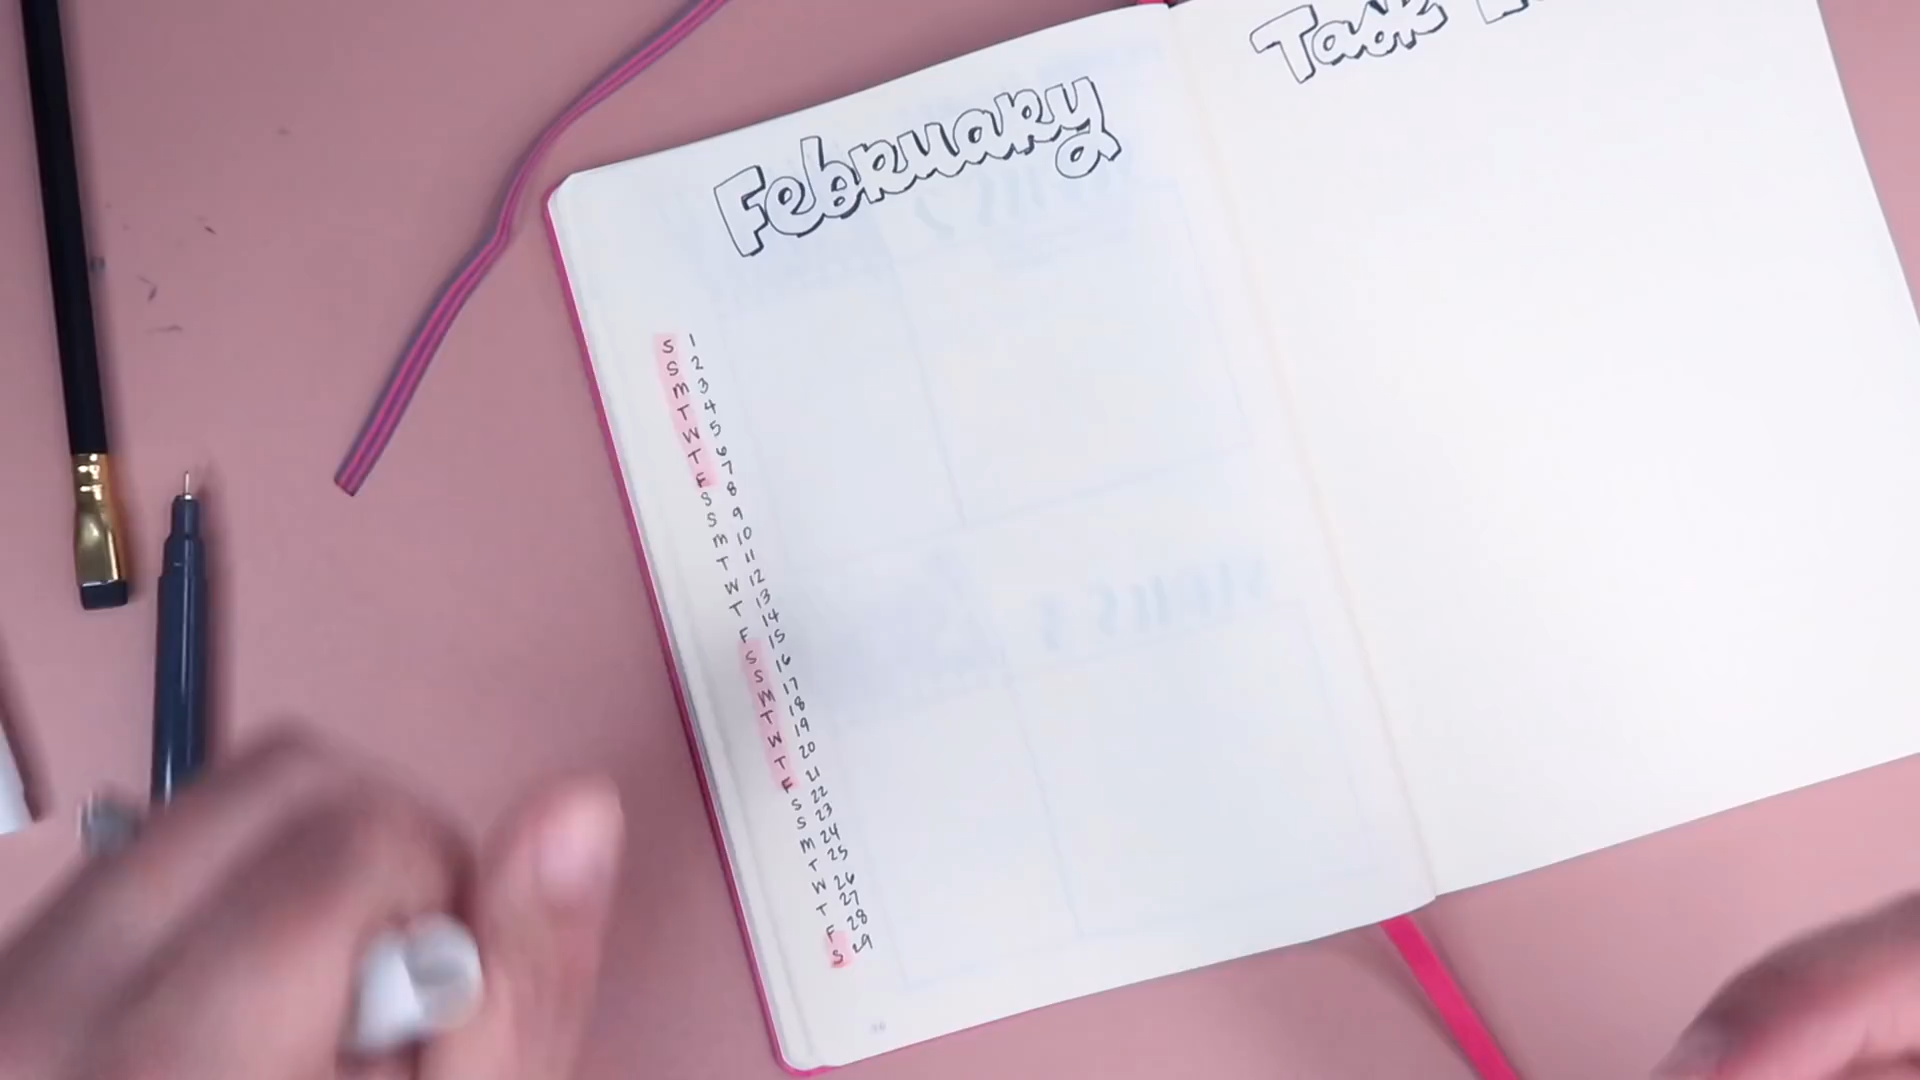 February
S 1
S 2
M 3
T 4
W 5
T 6
F 7
S 8
S 9
M 10
T 11
W 12
T 13
F 14
S 15
S 16
M 17
T 18
W 19
T 20
F 21
S 22
S 23
M 24
T 25
W 26
T 27
F 28
S 29
Task